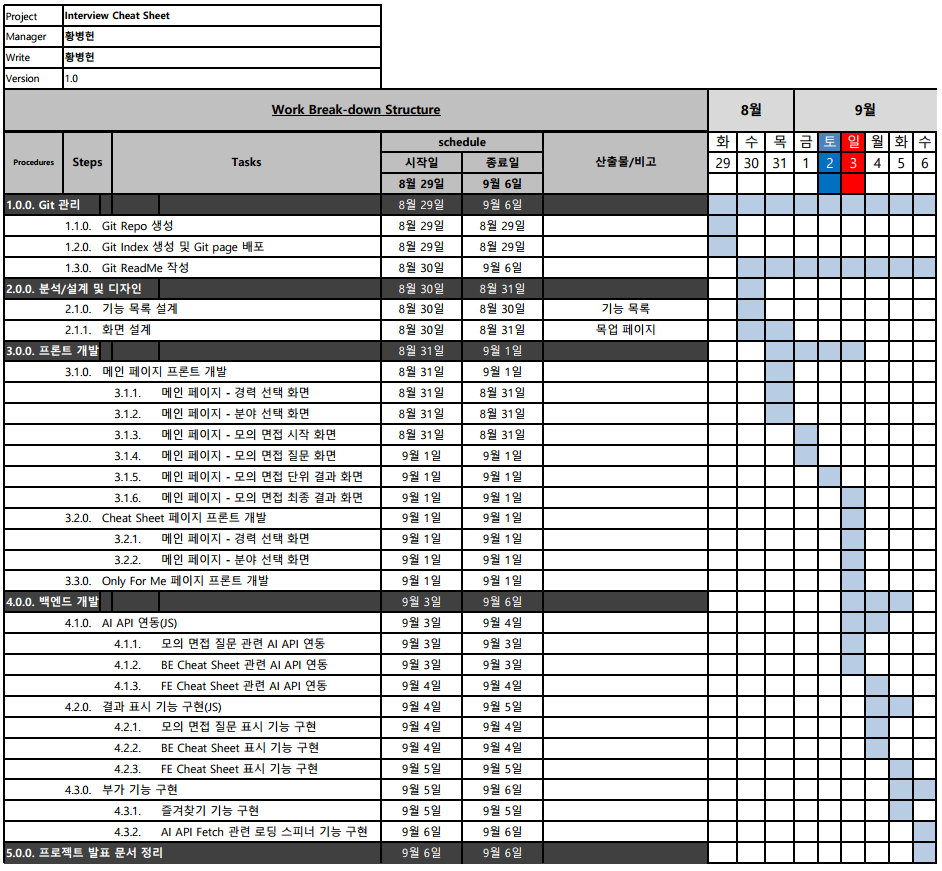 Project Interview Cheat Sheet
Manager 황병헌
Write 황병헌
Version 1.0
Work Break-down Structure 8월 9월
Procedures Steps Tasks schedule 산출물/비고 화 수 목 금 토 일 월 화 수
시작일 종료일 29 30 31 1 2 3 4 5 6
8월 29일 9월 6일
1.0.0. Git 관리 8월 29일 9월 6일
1.1.0. Git Repo 생성 8월 29일 8월 29일
1.2.0. Git Index 생성 및 Git page 배포 8월 29일 8월 29일
1.3.0. Git ReadMe 작성 8월 30일 9월 6일
2.0.0. 분석/설계 및 디자인 8월 30일 8월 31일
2.1.0. 기능 목록 설계 8월 30일 8월 30일 기능 목록
2.1.1. 화면 설계 8월 30일 8월 31일 목업 페이지
3.0.0. 프론트 개발 8월 31일 9월 1일
3.1.0. 메인 페이지 프론트 개발 8월 31일 9월 1일
3.1.1. 메인 페이지 - 경력 선택 화면 8월 31일 8월 31일
3.1.2. 메인 페이지 - 분야 선택 화면 8월 31일 8월 31일
3.1.3. 메인 페이지 - 모의 면접 시작 화면 8월 31일 8월 31일
3.1.4. 메인 페이지 - 모의 면접 질문 화면 9월 1일 9월 1일
3.1.5. 메인 페이지 - 모의 면접 단위 결과 화면 9월 1일 9월 1일
3.1.6. 메인 페이지 - 모의 면접 최종 결과 화면 9월 1일 9월 1일
3.2.0. Cheat Sheet 페이지 프론트 개발 9월 1일 9월 1일
3.2.1. 메인 페이지 - 경력 선택 화면 9월 1일 9월 1일
3.2.2. 메인 페이지 - 분야 선택 화면 9월 1일 9월 1일
3.3.0. Only For Me 페이지 프론트 개발 9월 1일 9월 1일
4.0.0. 백엔드 개발 9월 3일 9월 6일
4.1.0. AI API 연동(JS) 9월 3일 9월 4일
4.1.1. 모의 면접 질문 관련 AI API 연동 9월 3일 9월 3일
4.1.2. BE Cheat Sheet 관련 AI API 연동 9월 3일 9월 3일
4.1.3. FE Cheat Sheet 관련 AI API 연동 9월 4일 9월 4일
4.2.0. 결과 표시 기능 구현(JS) 9월 4일 9월 5일
4.2.1. 모의 면접 질문 표시 기능 구현 9월 4일 9월 4일
4.2.2. BE Cheat Sheet 표시 기능 구현 9월 4일 9월 4일
4.2.3. FE Cheat Sheet 표시 기능 구현 9월 5일 9월 5일
4.3.0. 부가 기능 구현 9월 5일 9월 6일
4.3.1. 즐겨찾기 기능 구현 9월 5일 9월 5일
4.3.2. AI API Fetch 관련 로딩 스피너 기능 구현 9월 6일 9월 6일
5.0.0. 프로젝트 발표 문서 정리 9월 6일 9월 6일